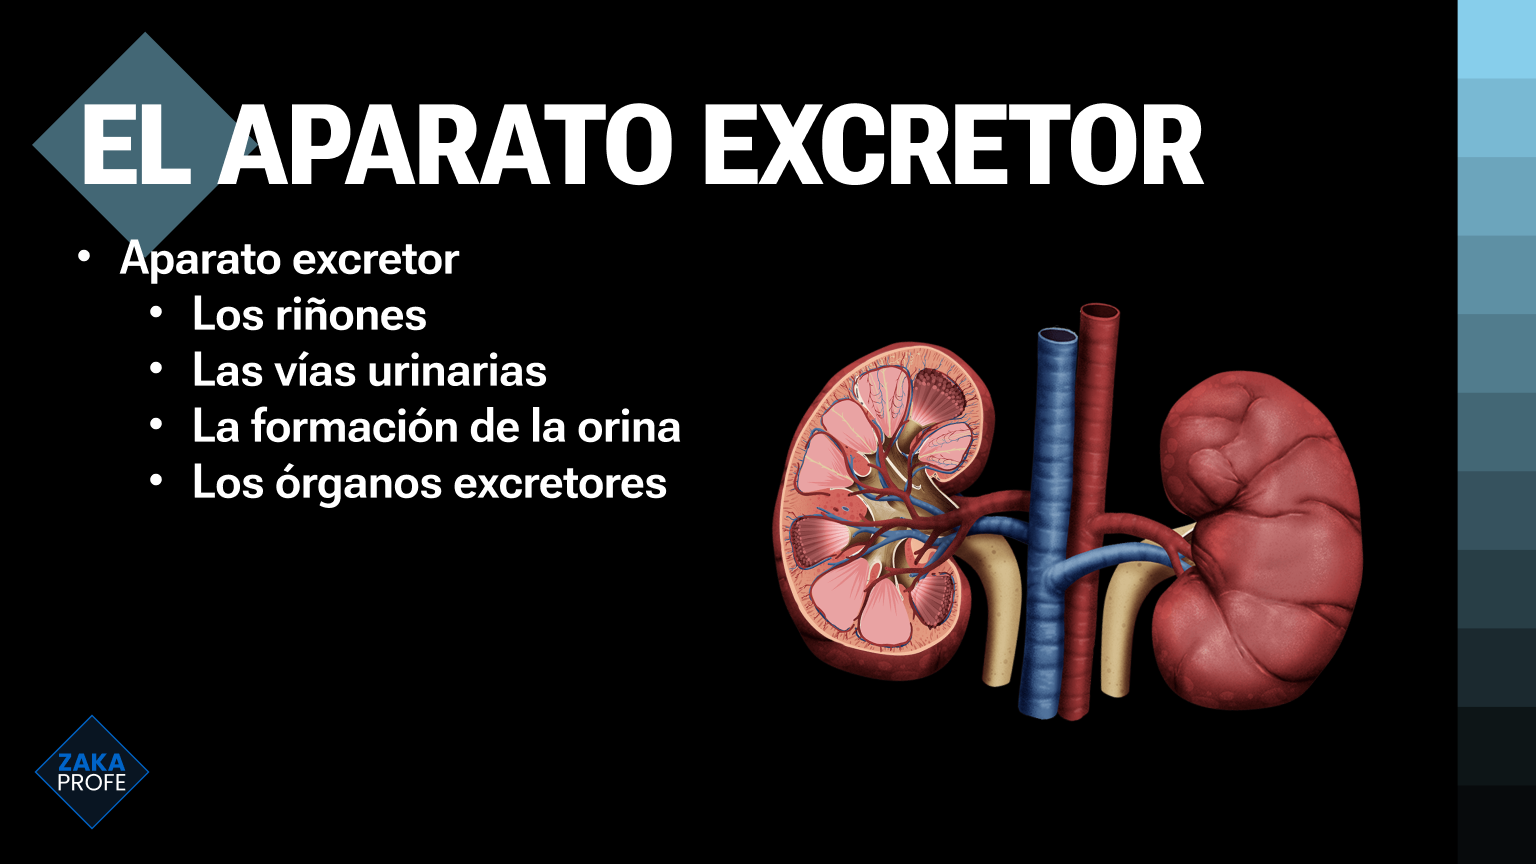 EL APARATO EXCRETOR
• Aparato excretor
• Los riñones
• Las vías urinarias
• La formación de la orina
• Los órganos excretores
ZAKA
PROFE